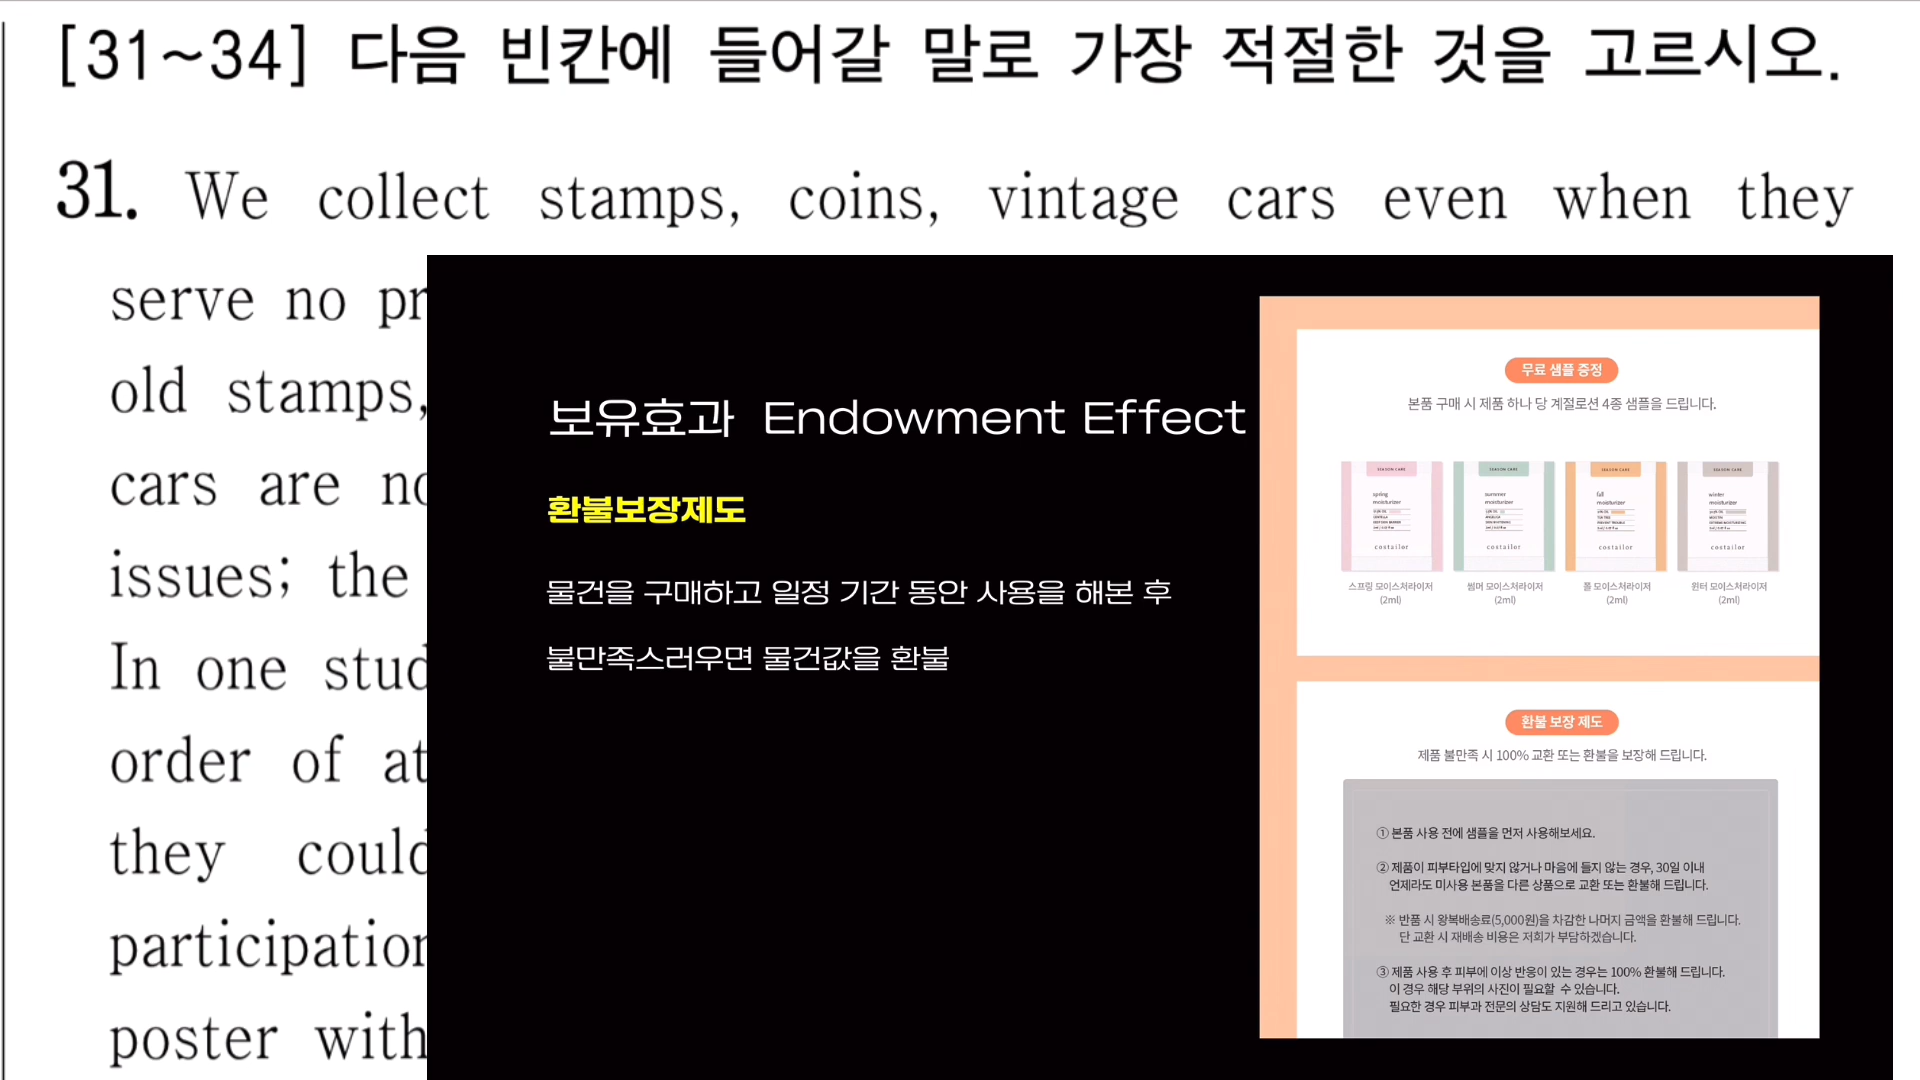 [31~34] 다음 빈칸에 들어갈 말로 가장 적절한 것을 고르시오.
31. We collect stamps, coins, vintage cars even when they
serve no pr
old stamps,
cars are no
issues; the
In one stud
order of at
they could
participation
poster with
보유효과 Endowment Effect
환불보장제도
물건을 구매하고 일정 기간 동안 사용을 해본 후
불만족스러우면 물건값을 환불
무료 샘플 증정
본품 구매 시 제품 하나 당 계절로션 4종 샘플을 드립니다.
SEASON CARE SEASON CARE SEASON CARE SEASON CARE
spring moisturizer
summer moisturizer
fall moisturizer
winter moisturizer
costailor costailor costailor costailor
스프링 모이스처라이저 썸머 모이스처라이저 폴 모이스처라이저 윈터 모이스처라이저
(2ml) (2ml) (2ml) (2ml)
환불 보장 제도
제품 불만족 시 100% 교환 또는 환불을 보장해 드립니다.
① 본품 사용 전에 샘플을 먼저 사용해보세요.
② 제품이 피부타입에 맞지 않거나 마음에 들지 않는 경우, 30일 이내
언제라도 미사용 본품을 다른 상품으로 교환 또는 환불해 드립니다.
※ 반품 시 왕복배송료(5,000원)을 차감한 나머지 금액을 환불해 드립니다.
단 교환 시 재배송 비용은 저희가 부담하겠습니다.
③ 제품 사용 후 피부에 이상 반응이 있는 경우는 100% 환불해 드립니다.
이 경우 해당 부위의 사진이 필요할 수 있습니다.
필요한 경우 피부과 전문의 상담도 지원해 드리고 있습니다.